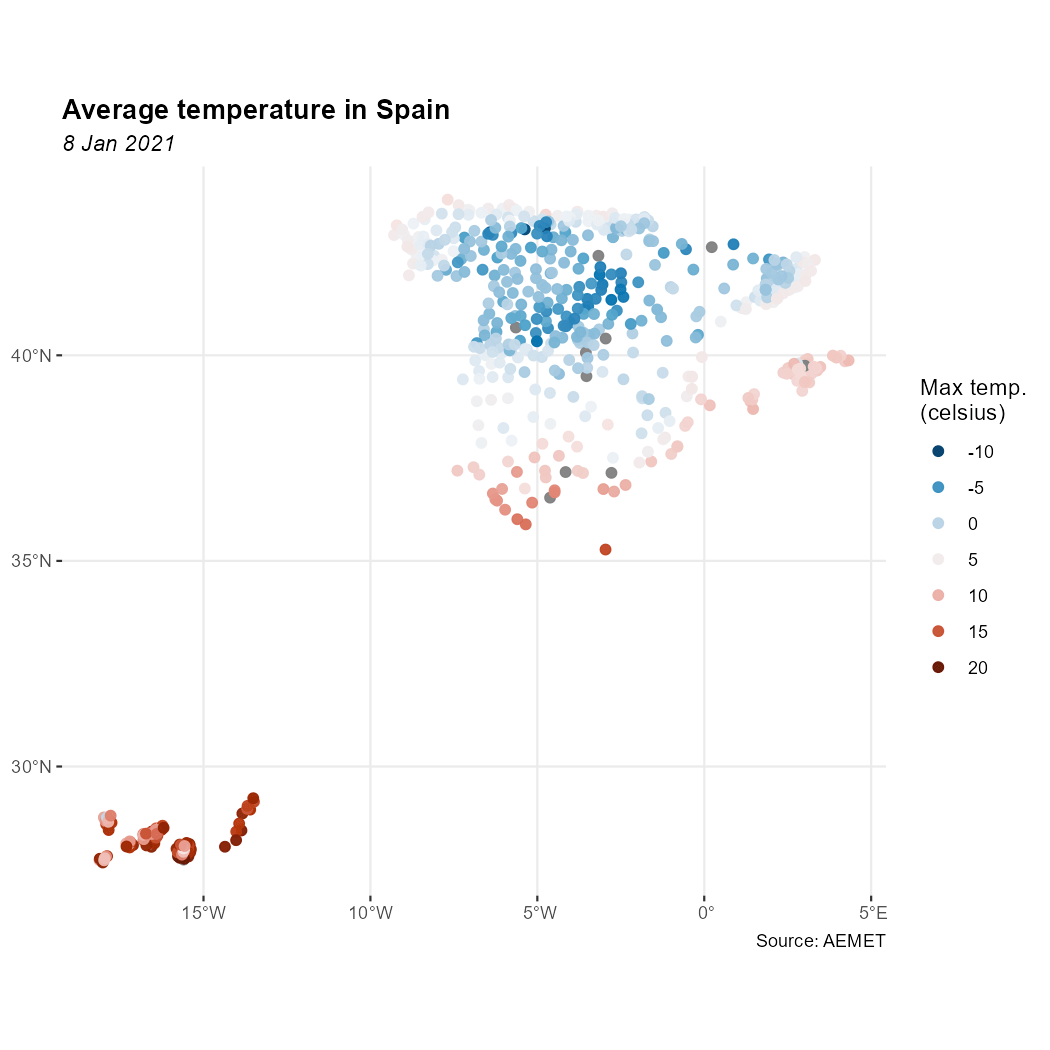 Average temperature in Spain
8 Jan 2021
40°N
35°N
30°N
15°W
10°W
5°W
0°
5°E
Max temp.
(celsius)
-10
-5
0
5
10
15
20
Source: AEMET